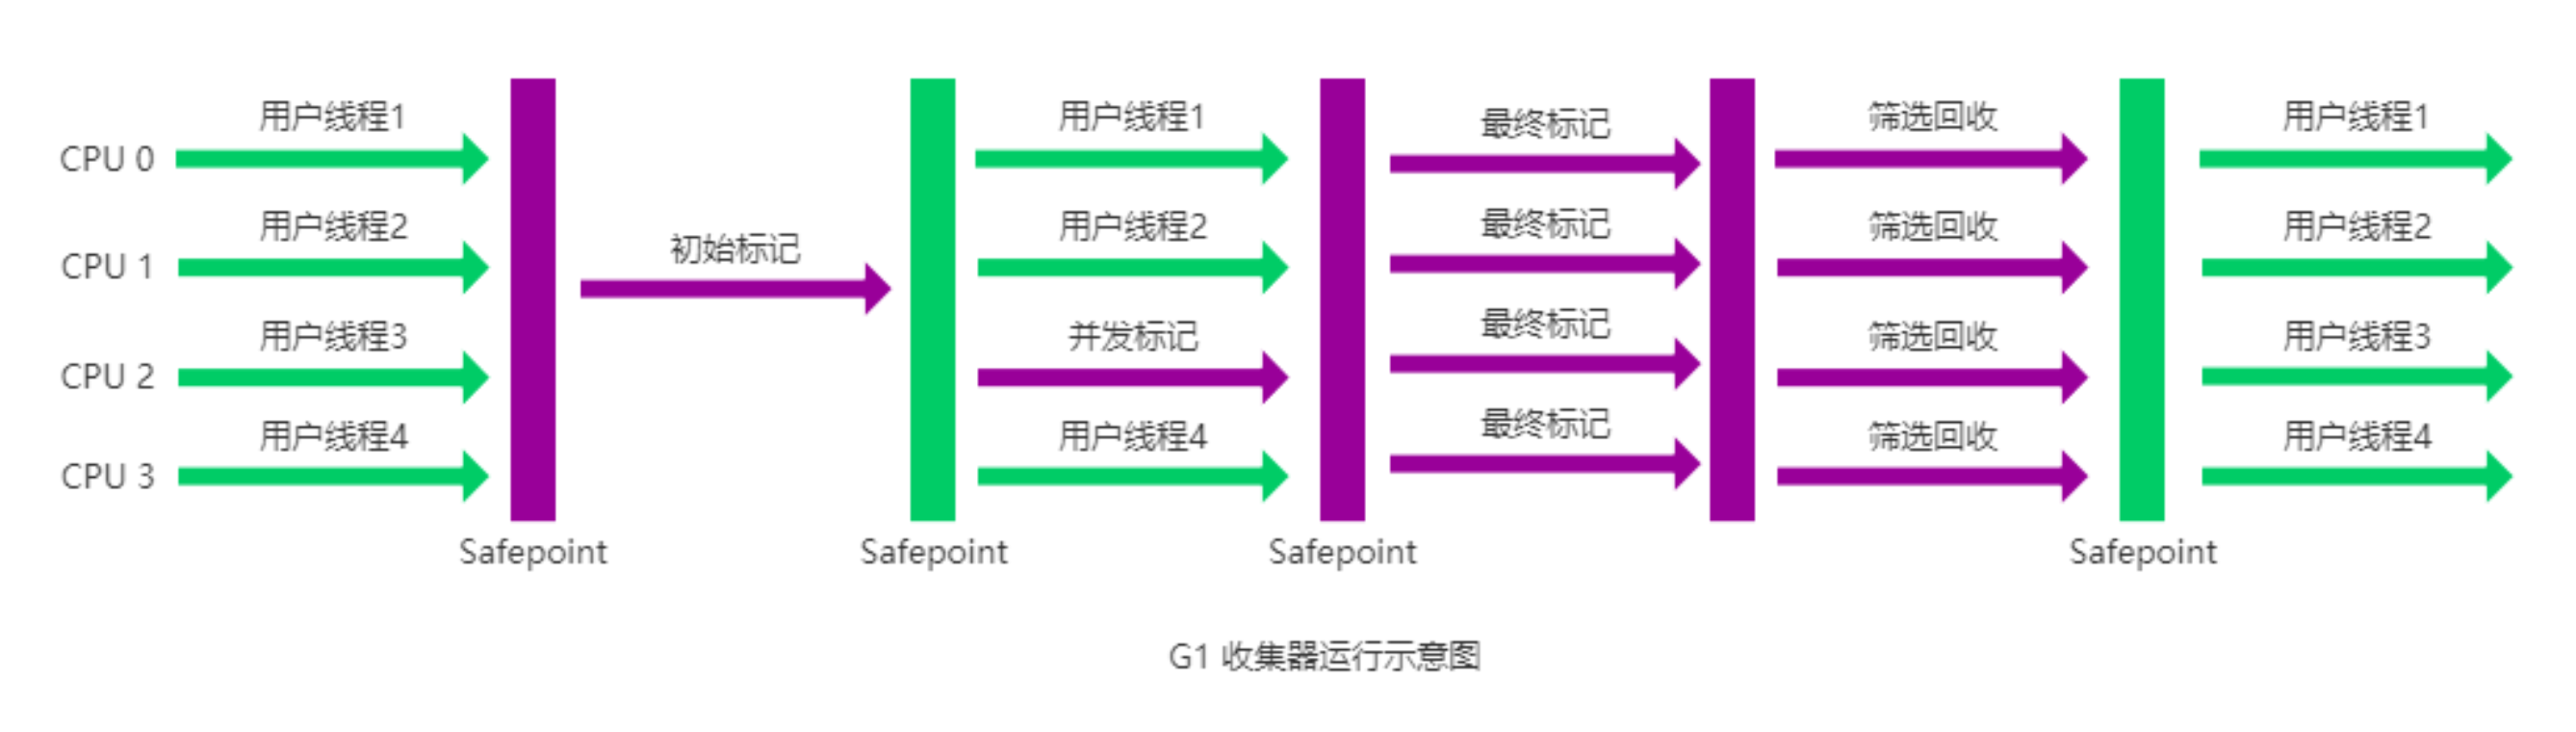 用户线程1 用户线程1 最终标记 筛选回收 用户线程1
CPU 0
用户线程2 初始标记 用户线程2 最终标记 筛选回收 用户线程2
CPU 1
用户线程3 并发标记 最终标记 筛选回收 用户线程3
CPU 2
用户线程4 用户线程4 最终标记 筛选回收 用户线程4
CPU 3
Safepoint Safepoint Safepoint Safepoint
G1 收集器运行示意图